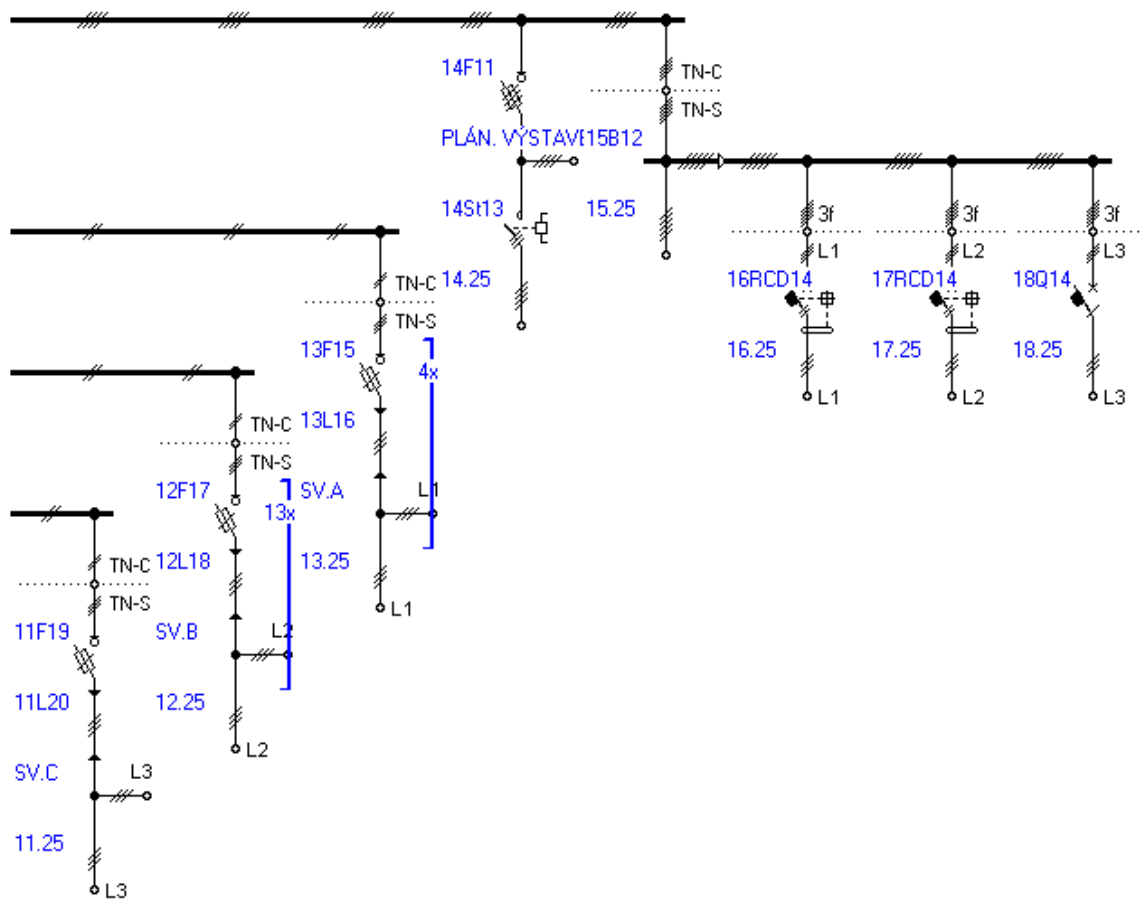 14F11
TN-C
TN-S
PLÁN. VÝSTAVE
15B12
14St13
15.25
3f
3f
3f
L1
L2
L3
TN-C
14.25
16RCD14
17RCD14
18Q14
TN-S
13F15
16.25
17.25
18.25
4x
L1
L2
L3
13L16
TN-C
TN-S
12F17
SV.A
L1
13x
12L18
13.25
TN-C
TN-S
L1
11F19
SV.B
L2
11L20
12.25
L2
SV.C
L3
11.25
L3